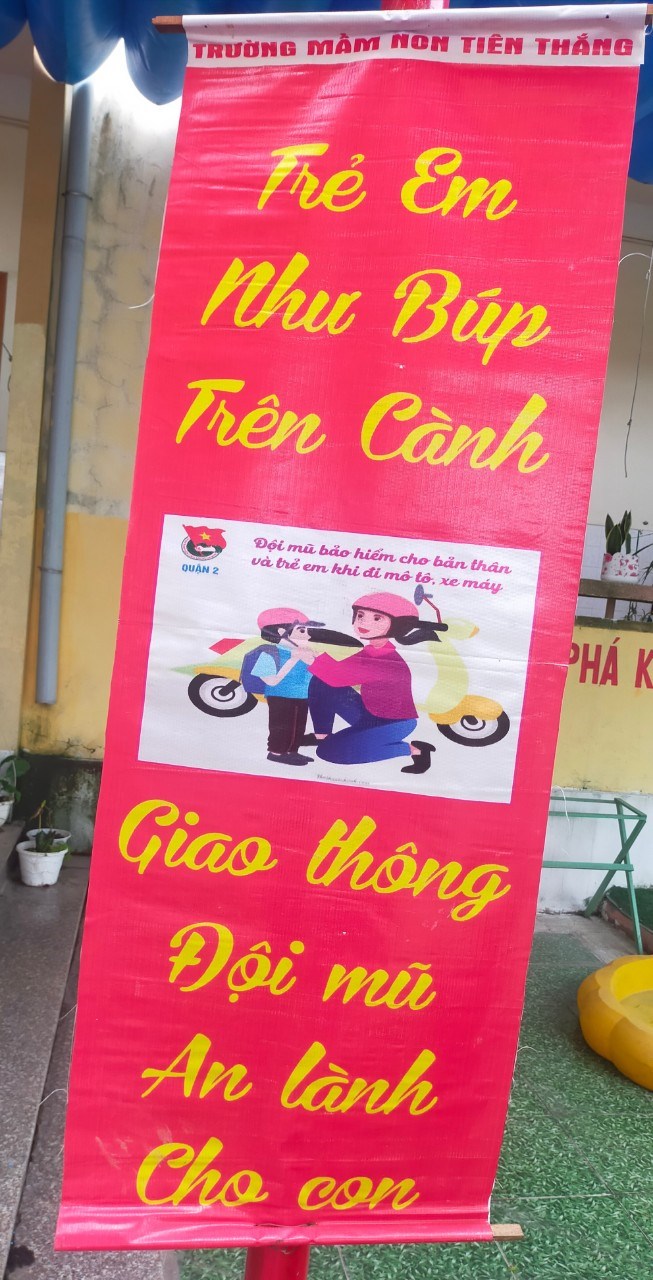 TRƯỜNG MẦM NON TIÊN THẮNG
Trẻ Em
Như Búp
Trên Cành
QUẬN 2
Đội mũ bảo hiểm cho bản thân
và trẻ em khi đi mô tô, xe máy
PHÁ K
Giao thông
Đội mũ
An lành
Cho con